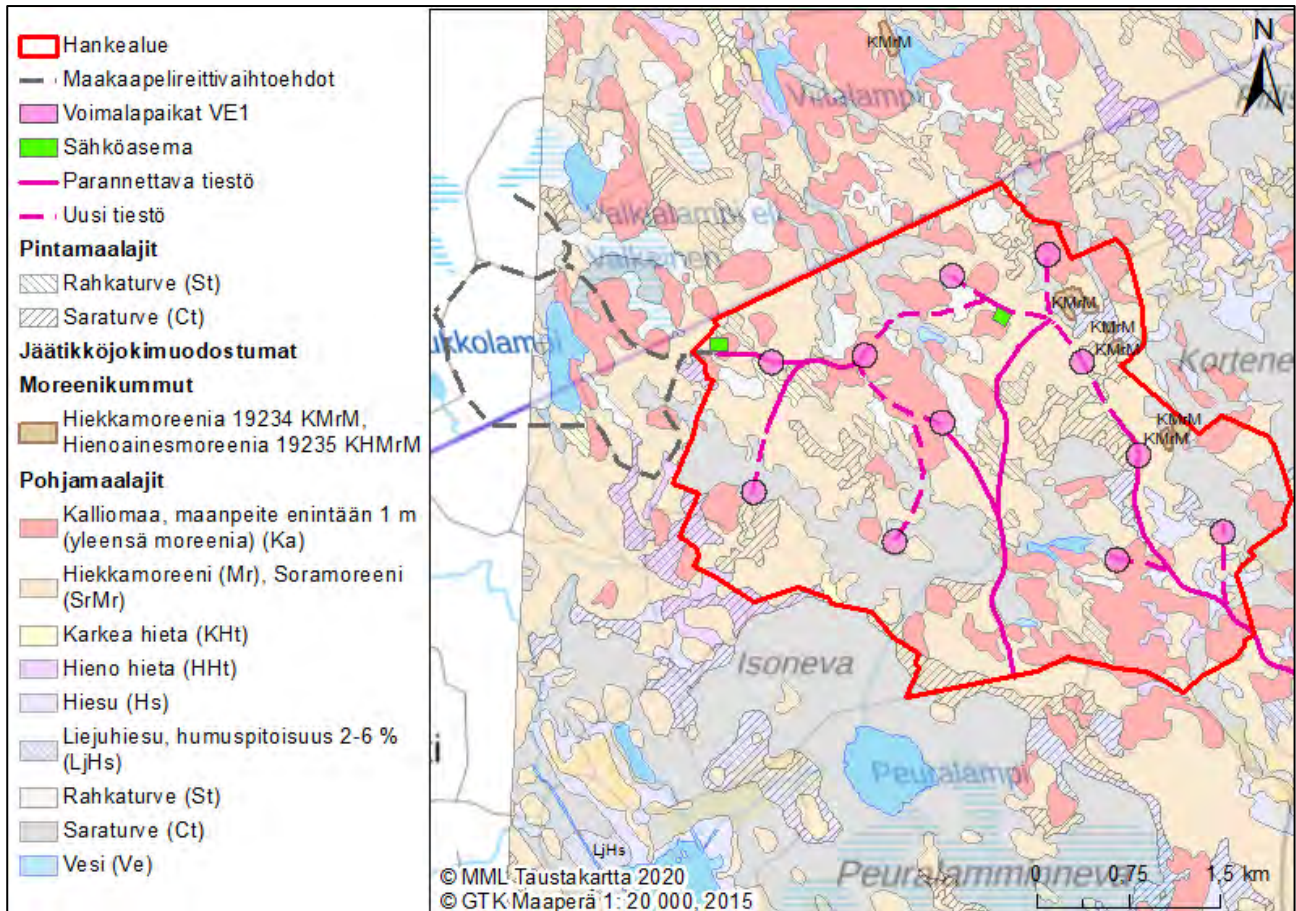 Hankealue
Maakaapelireittivaihtoehdot
Voimalapaikat VE1
Sähköasema
Parannettava tiestö
Uusi tiestö
Pintamaalajit
Rahkaturve (St)
Saraturve (Ct)
Jäätikköjokimuodostumat
Moreenikummut
Hiekkamoreenia 19234 KMrM,
Hienoainesmoreenia 19235 KHMrM
Pohjamaalajit
Kalliomaa, maanpeite enintään 1 m
(yleensä moreenia) (Ka)
Hiekkamoreeni (Mr), Soramoreeni
(SrMr)
Karkea hieta (KHt)
Hieno hieta (HHt)
Hiesu (Hs)
Liejuhiesu, humuspitoisuus 2-6 %
(LjHs)
Rahkaturve (St)
Saraturve (Ct)
Vesi (Ve)
N
KMrM
Viitalampi
Valkialampi eli
Valkeinen
ukkolampi
KMrM
KMrM
KMrM
Kortene
KMrM
KMrM
Isoneva
Peuralampi
LjHs
Peuralamminneva
0 0,75 1,5 km
© MML Taustakartta 2020
© GTK Maaperä 1: 20 000, 2015